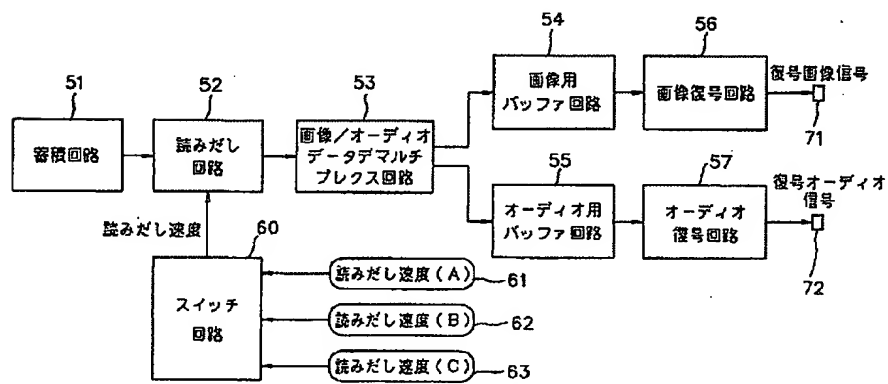 51
蓄積回路
52
読みだし
回路
53
画像/オーディオ
データデマルチ
プレクス回路
54
画像用
バッファ回路
56
画像復号回路
復号画像信号
71
55
オーディオ用
バッファ回路
57
オーディオ
復号回路
復号オーディオ
信号
72
読みだし速度
60
スイッチ
回路
読みだし速度(A)
61
読みだし速度(B)
62
読みだし速度(C)
63